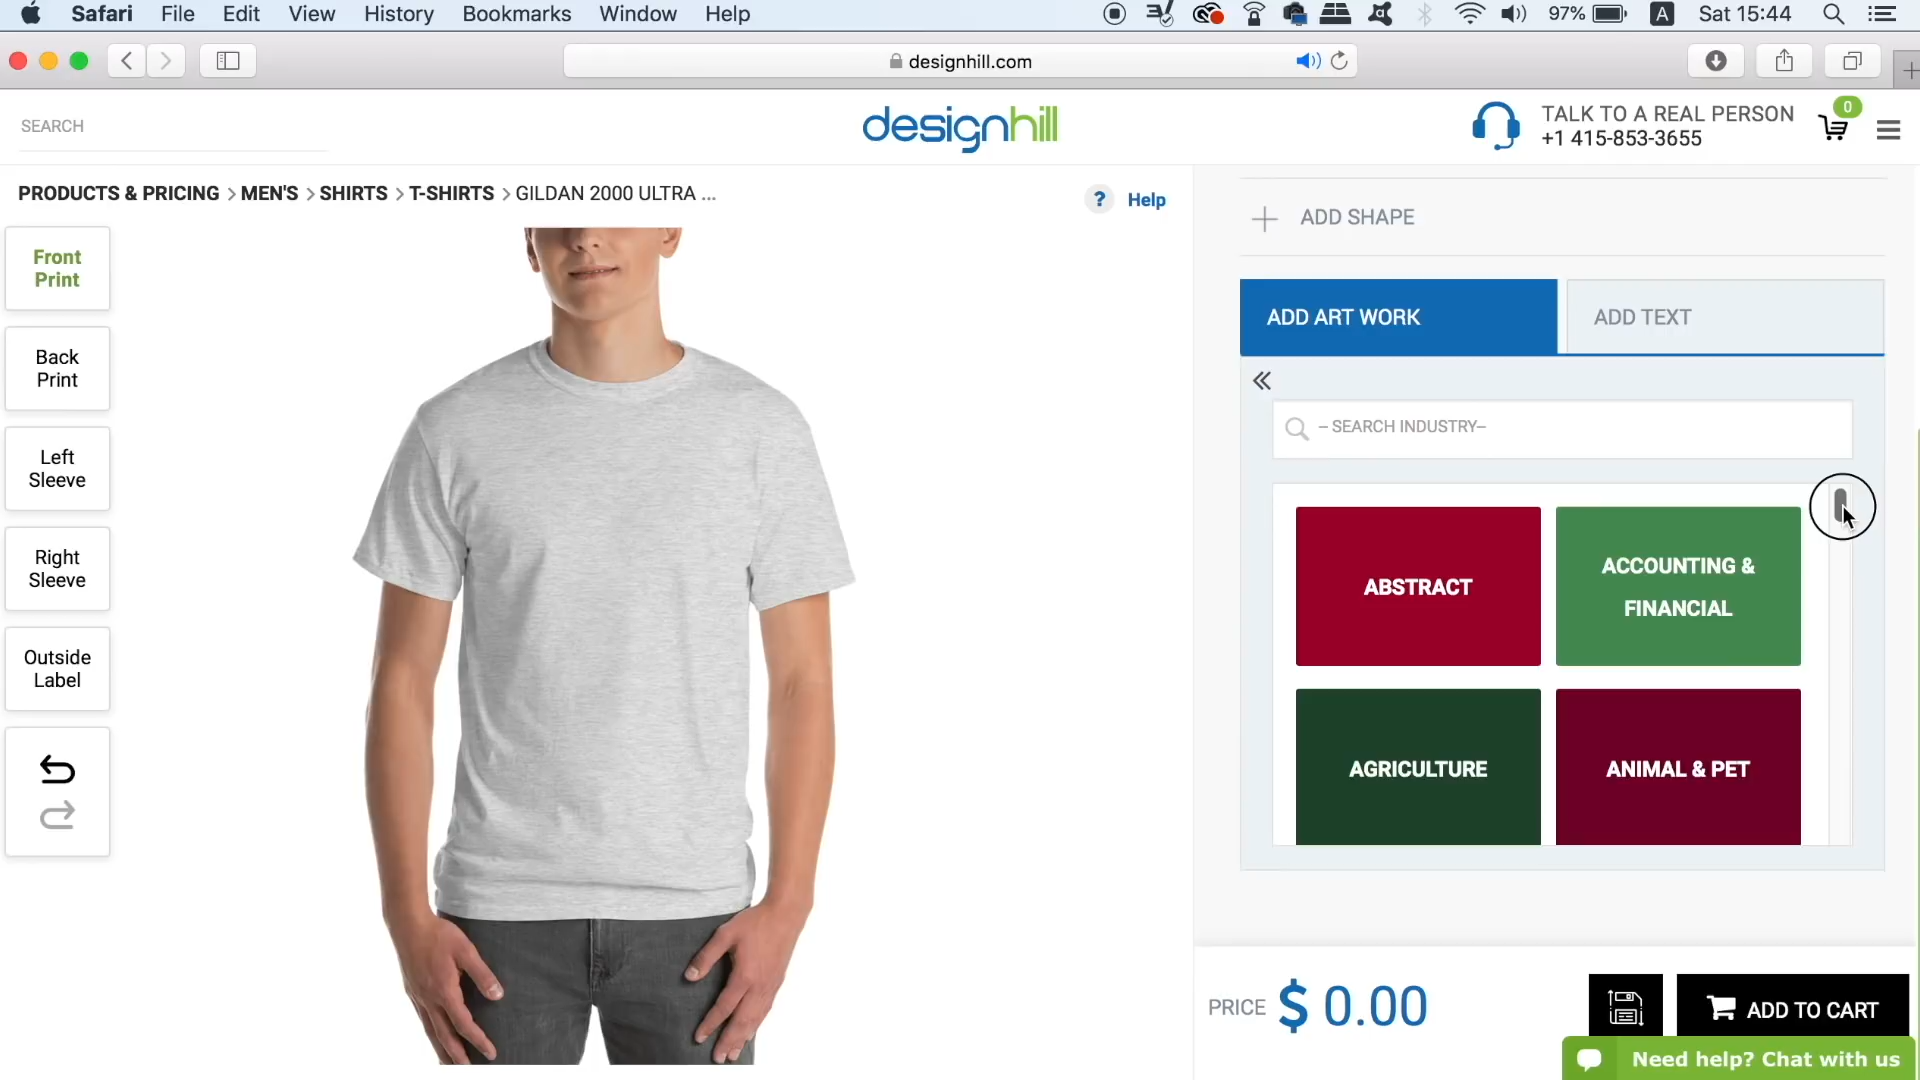 Safari File Edit View History Bookmarks Window Help 97% A Sat 15:44
designhill.com
SEARCH
designhill
TALK TO A REAL PERSON
+1 415-853-3655
0
PRODUCTS & PRICING > MEN'S > SHIRTS > T-SHIRTS > GILDAN 2000 ULTRA ...
? Help
Front
Print
Back
Print
Left
Sleeve
Right
Sleeve
Outside
Label
+ ADD SHAPE
ADD ART WORK
ADD TEXT
– SEARCH INDUSTRY–
ABSTRACT
ACCOUNTING &
FINANCIAL
AGRICULTURE
ANIMAL & PET
PRICE $ 0.00
ADD TO CART
Need help? Chat with us